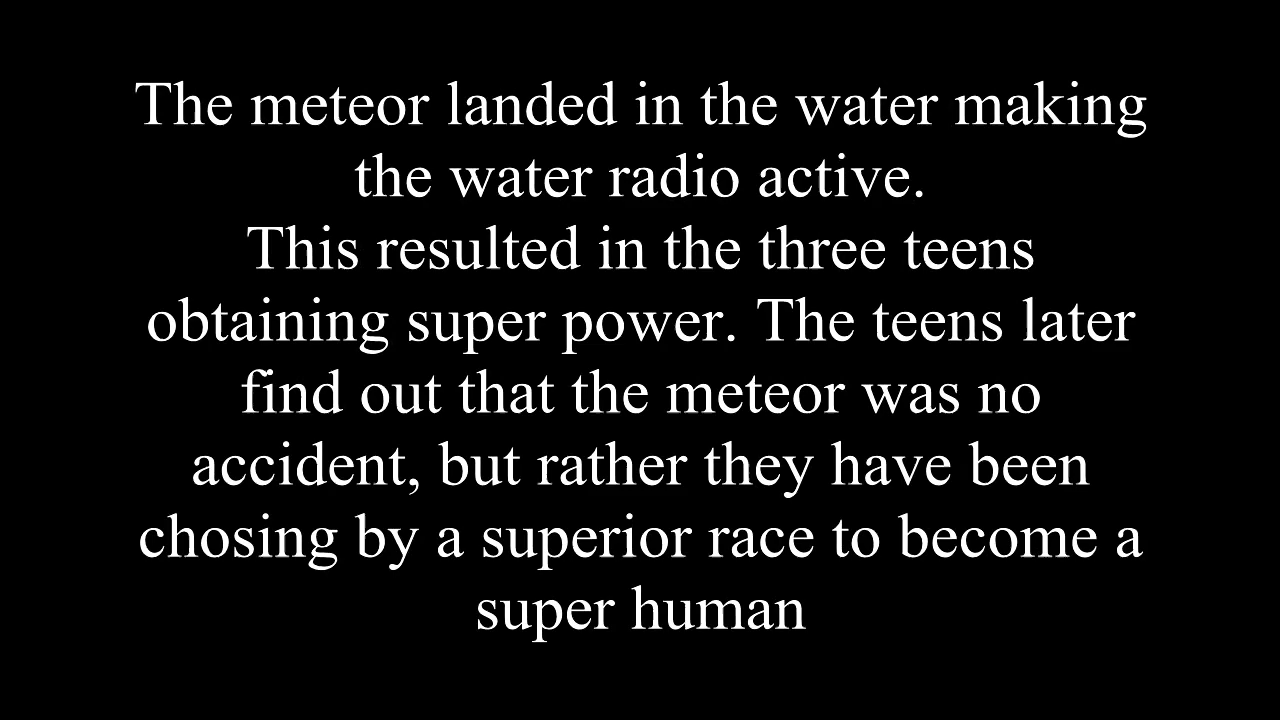 The meteor landed in the water making
the water radio active.
This resulted in the three teens
obtaining super power. The teens later
find out that the meteor was no
accident, but rather they have been
chosing by a superior race to become a
super human